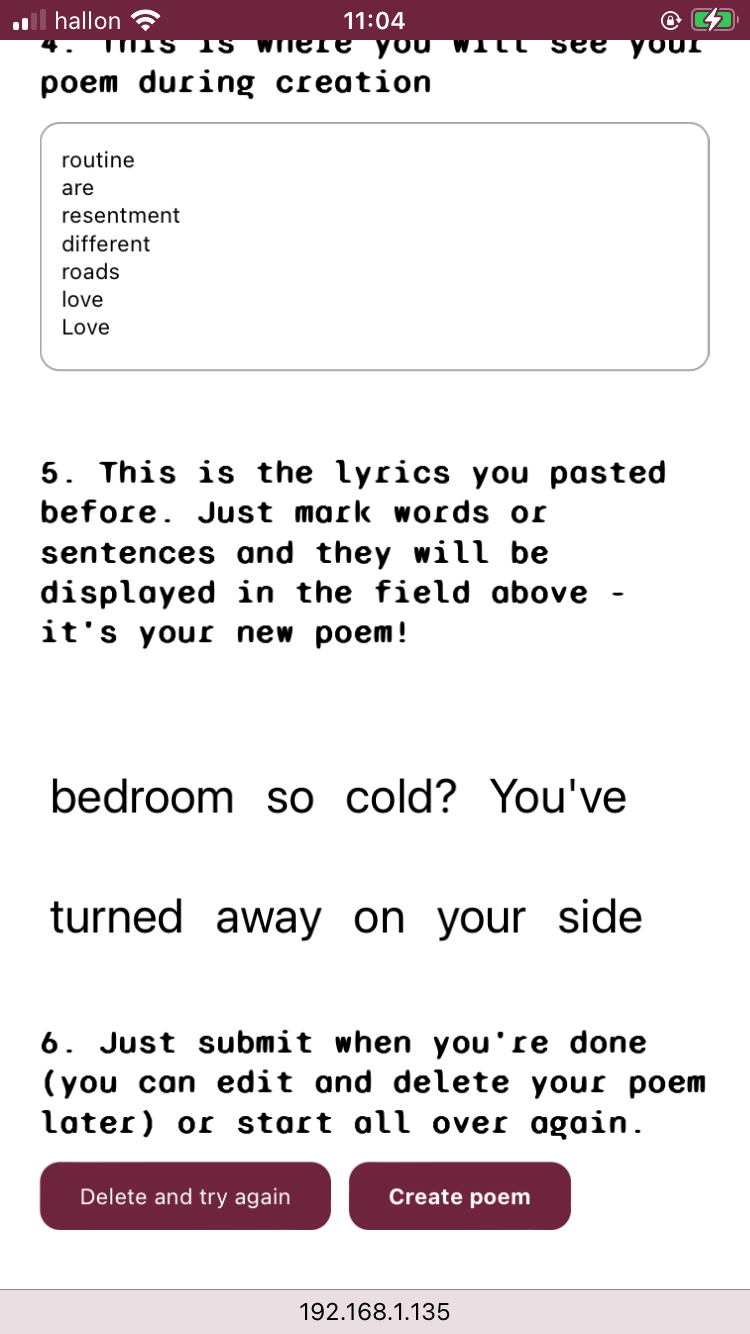 hallon 11:04
4. This is where you will see your
poem during creation
routine
are
resentment
different
roads
love
Love
5. This is the lyrics you pasted
before. Just mark words or
sentences and they will be
displayed in the field above -
it's your new poem!
bedroom so cold? You've
turned away on your side
6. Just submit when you're done
(you can edit and delete your poem
later) or start all over again.
Delete and try again Create poem
192.168.1.135